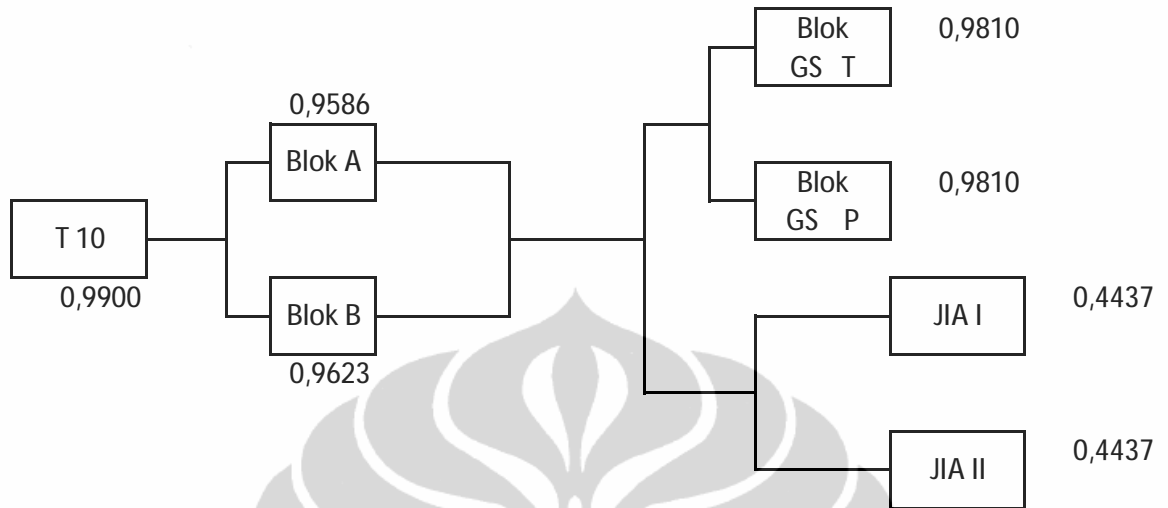 Blok
GS T
0,9810
0,9586
Blok A
Blok
GS P
0,9810
T 10
0,9900
Blok B
0,9623
JIA I
0,4437
JIA II
0,4437